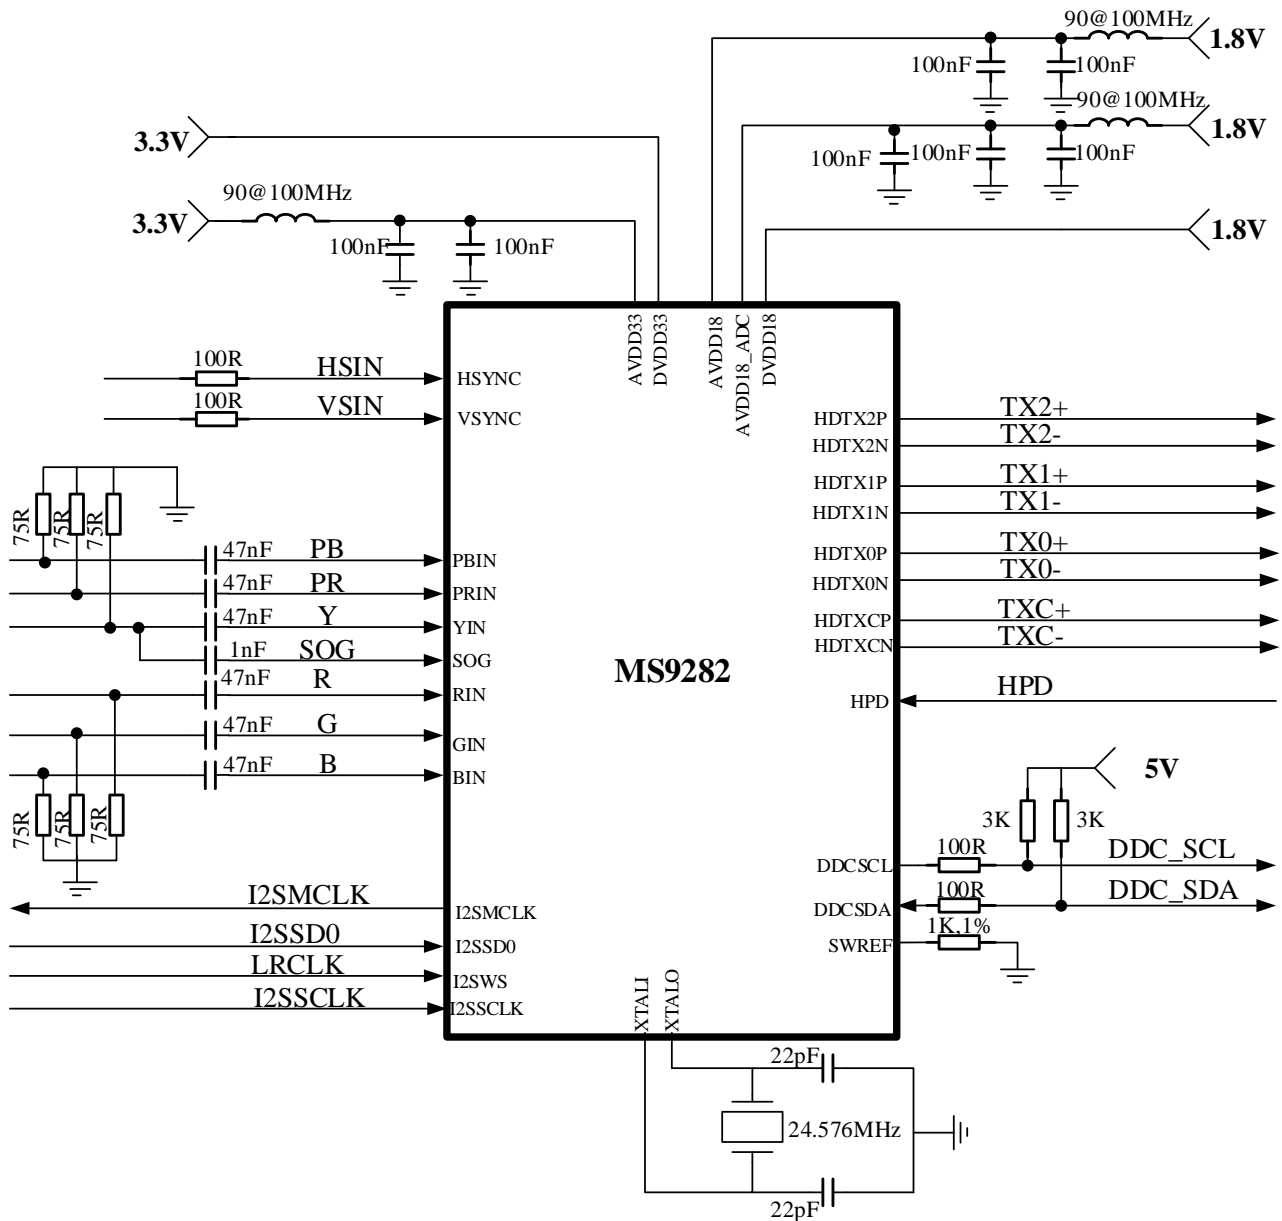 90@100MHz
1.8V
100nF
100nF
90@100MHz
1.8V
100nF
100nF
100nF
3.3V
90@100MHz
3.3V
100nF
100nF
1.8V
AVDD33
DVDD33
AVDD18
AVDD18_ADC
DVDD18
100R
HSIN
HSYNC
100R
VSIN
VSYNC
75R
75R
75R
47nF
PB
PBIN
47nF
PR
PRIN
47nF
Y
YIN
1nF
SOG
SOG
47nF
R
RIN
47nF
G
GIN
47nF
B
BIN
75R
75R
75R
I2SMCLK
I2SMCLK
I2SSD0
I2SSD0
LRCLK
I2SWS
I2SSCLK
I2SSCLK
MS9282
HDTX2P
TX2+
HDTX2N
TX2-
HDTX1P
TX1+
HDTX1N
TX1-
HDTX0P
TX0+
HDTX0N
TX0-
HDTXCP
TXC+
HDTXCN
TXC-
HPD
HPD
5V
3K
3K
DDCSCL
100R
DDC_SCL
DDCSDA
100R
DDC_SDA
SWREF
1K,1%
XTALI
XTALO
22pF
24.576MHz
22pF